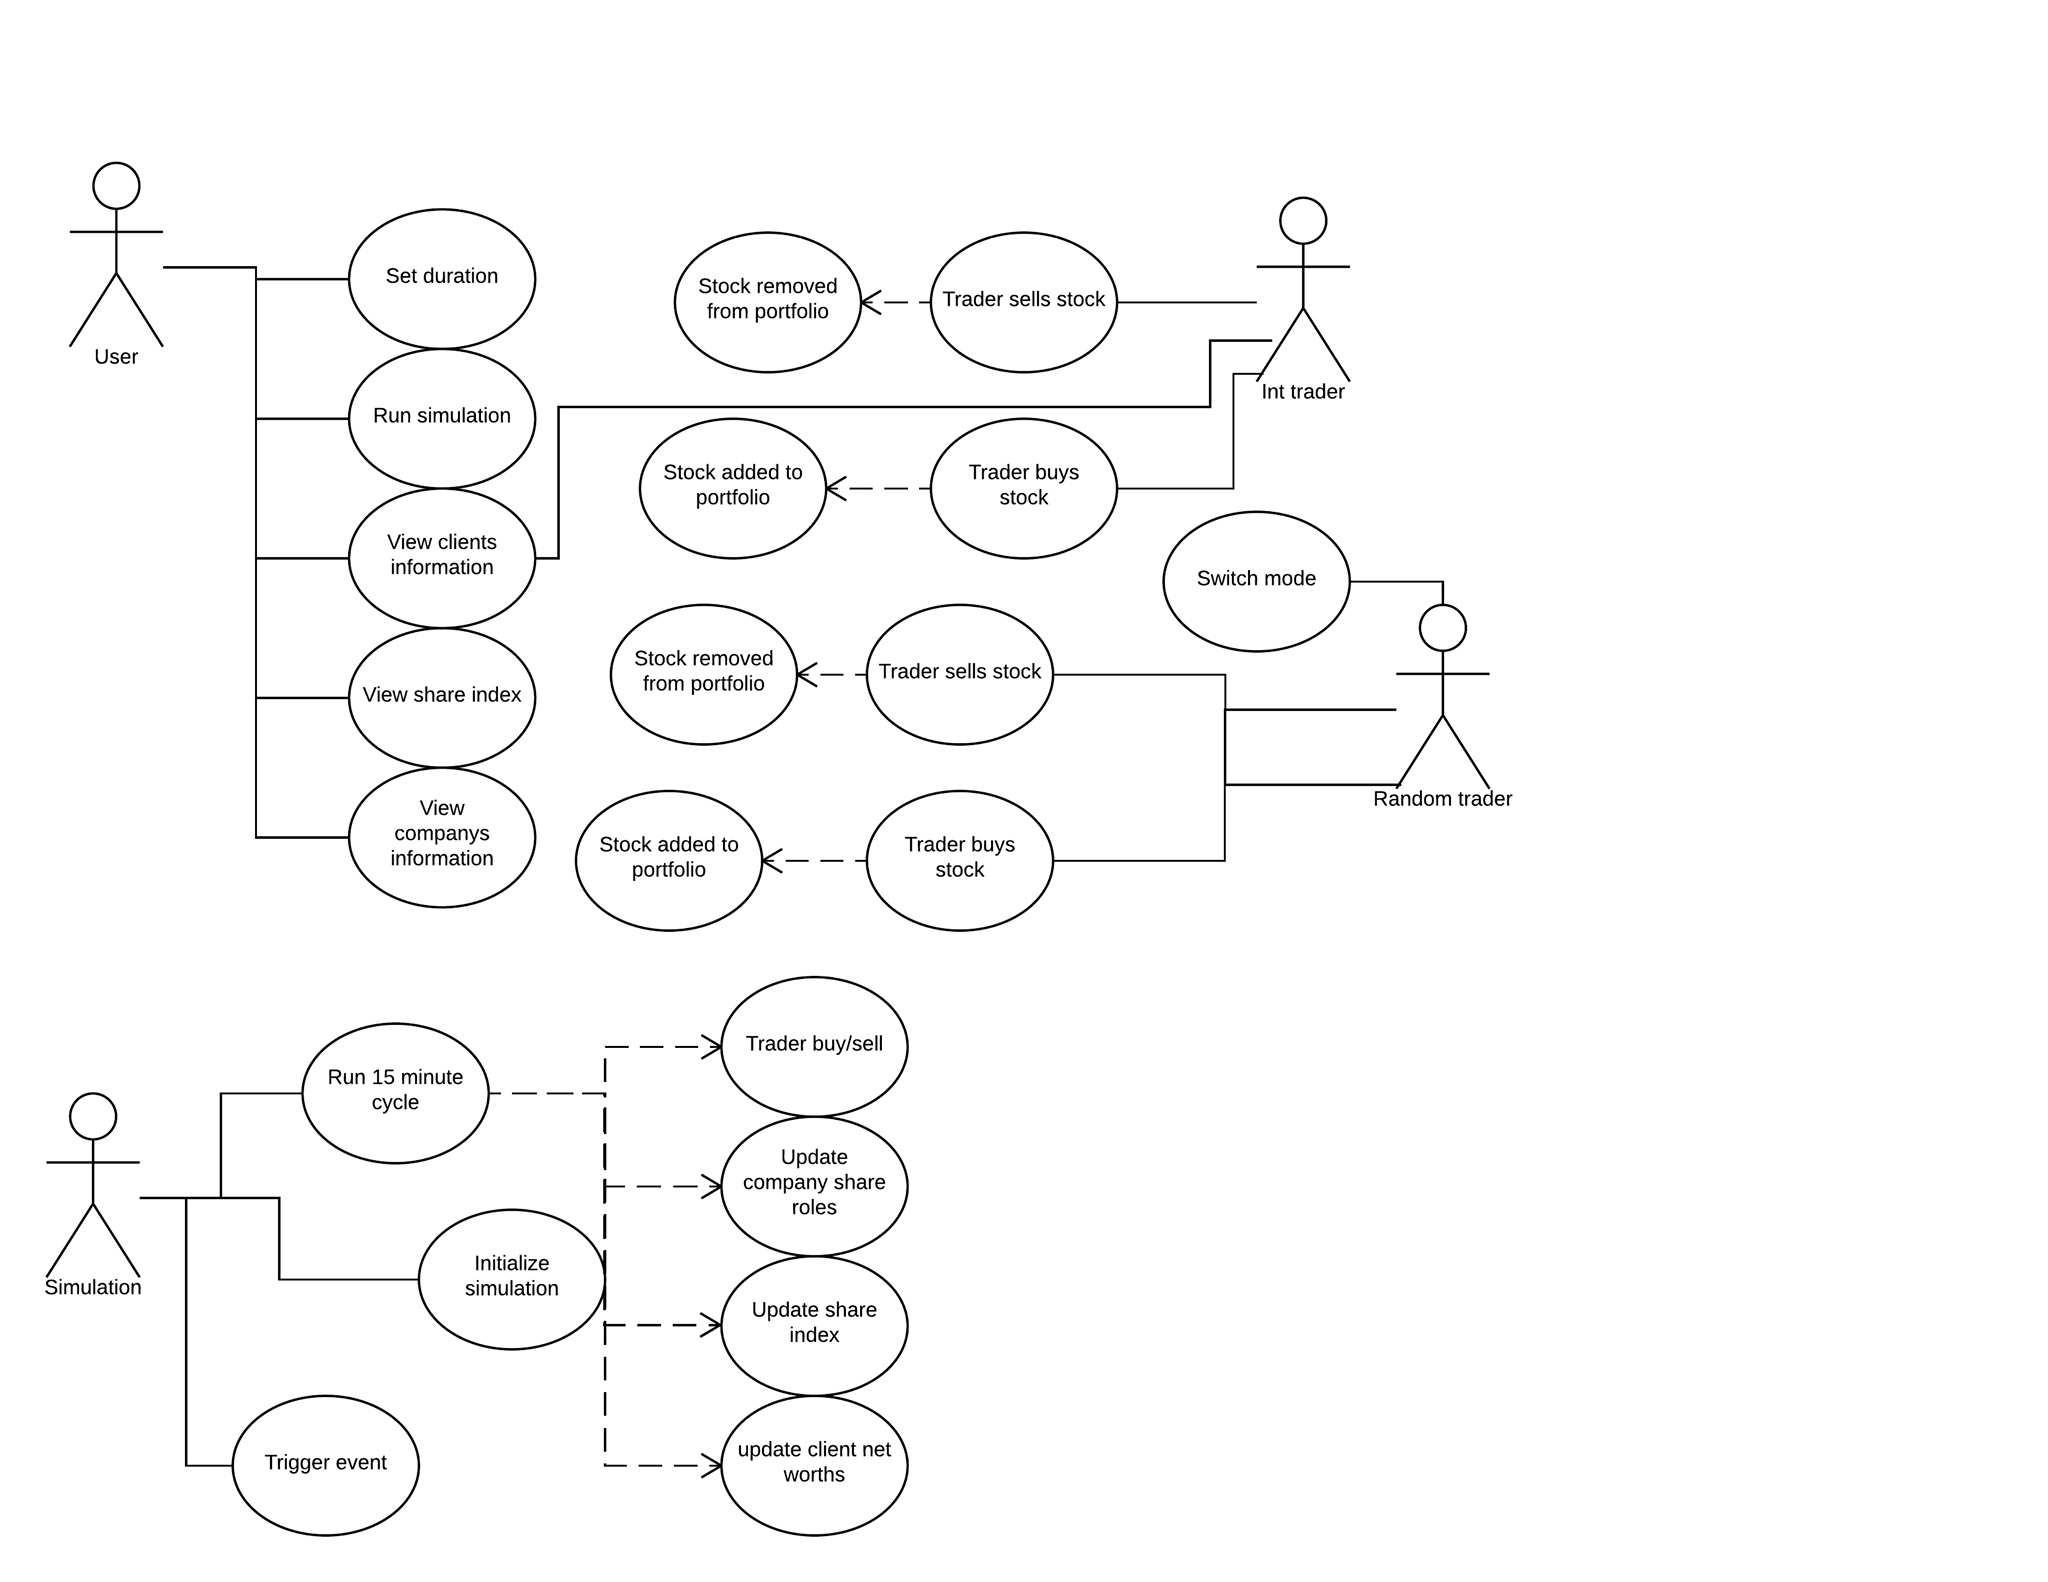 User
Set duration
Run simulation
View clients
information
View share index
View
companys
information
Stock removed
from portfolio
Trader sells stock
Int trader
Stock added to
portfolio
Trader buys
stock
Switch mode
Stock removed
from portfolio
Trader sells stock
Random trader
Stock added to
portfolio
Trader buys
stock
Simulation
Run 15 minute
cycle
Initialize
simulation
Trigger event
Trader buy/sell
Update
company share
roles
Update share
index
update client net
worths